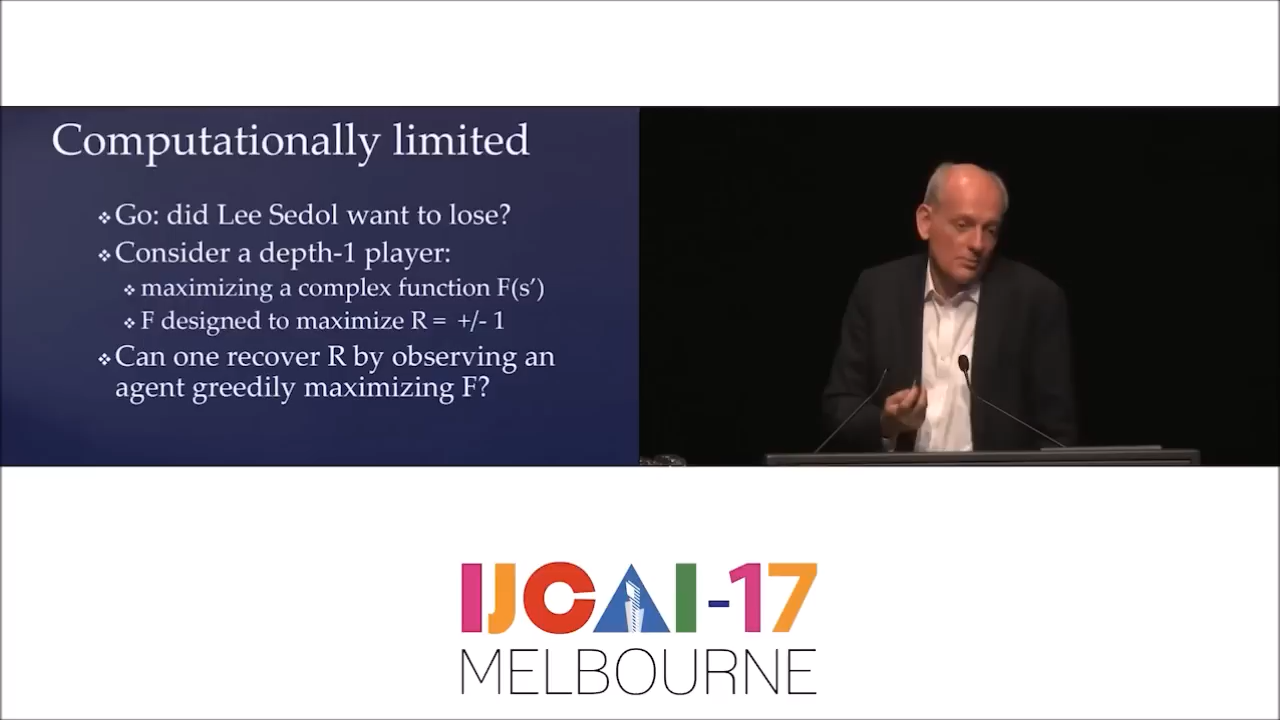 Computationally limited
❖Go: did Lee Sedol want to lose?
❖Consider a depth-1 player:
❖maximizing a complex function F(s’)
❖F designed to maximize R = +/- 1
❖Can one recover R by observing an
agent greedily maximizing F?
IJCAI-17
MELBOURNE